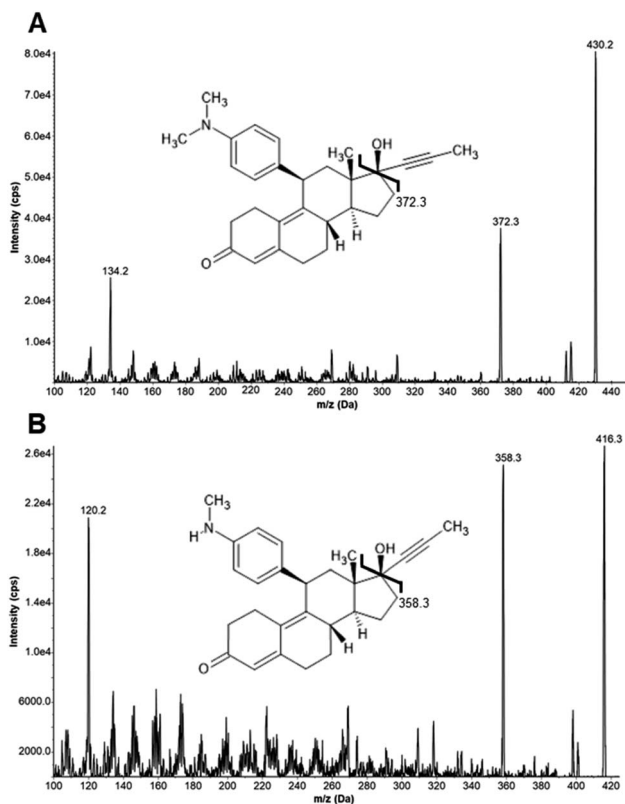 A
430.2
8.0e4
7.0e4
6.0e4
5.0e4
4.0e4
3.0e4
2.0e4
1.0e4
Intensity (cps)
CH3
N
H3C
H3C
OH
CH3
372.3
H
H
O
372.3
134.2
100 120 140 160 180 200 220 240 260 280 300 320 340 360 380 400 420 440
m/z (Da)
B
416.3
358.3
2.6e4
2.2e4
1.8e4
1.4e4
1.0e4
6000.0
2000.0
Intensity (cps)
120.2
CH3
N
H
H3C
OH
CH3
358.3
H
H
O
100 120 140 160 180 200 220 240 260 280 300 320 340 360 380 400 420
m/z (Da)